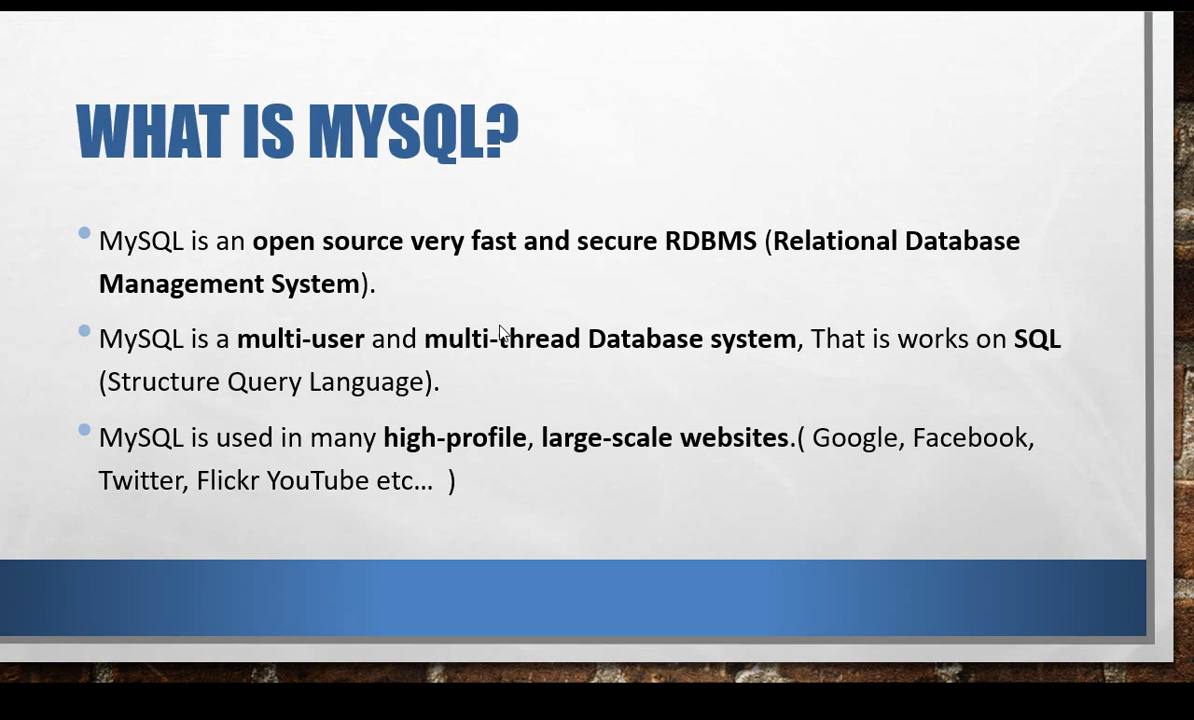 WHAT IS MYSQL?
MySQL is an open source very fast and secure RDBMS (Relational Database
Management System).
MySQL is a multi-user and multi-thread Database system, That is works on SQL
(Structure Query Language).
MySQL is used in many high-profile, large-scale websites.( Google, Facebook,
Twitter, Flickr YouTube etc...  )